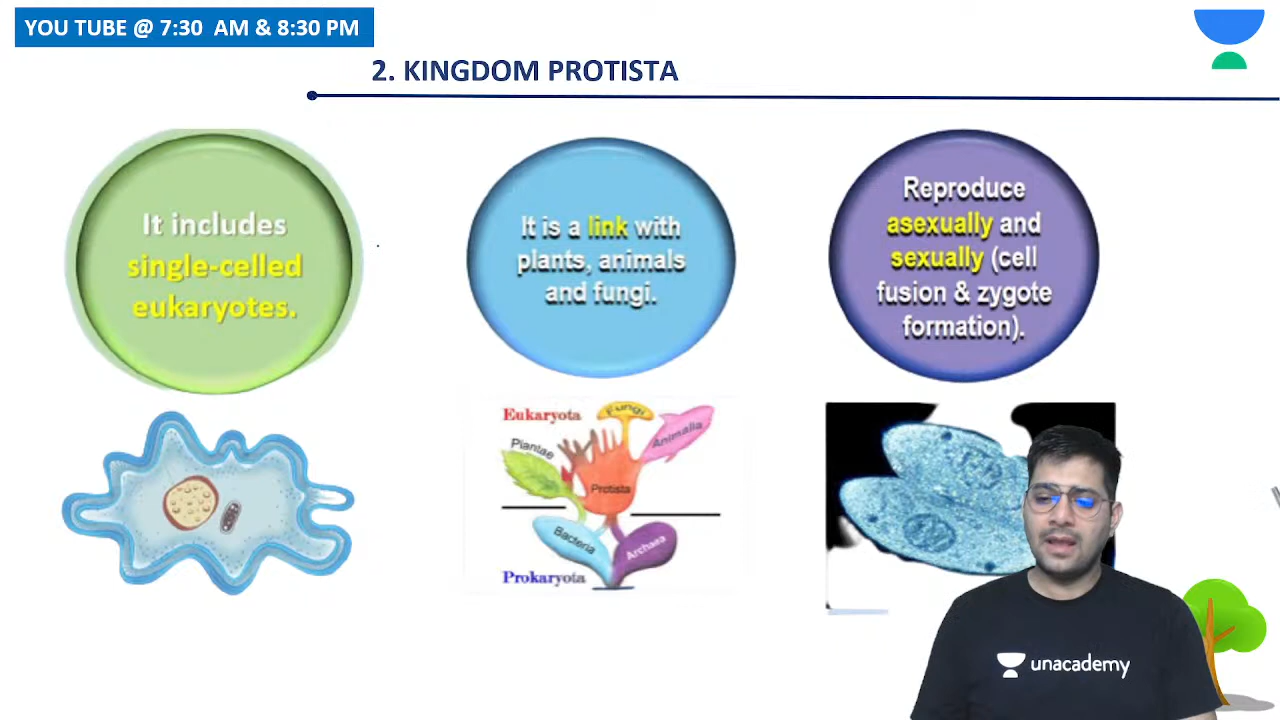 YOU TUBE @ 7:30 AM & 8:30 PM
2. KINGDOM PROTISTA
It includes
single-celled
eukaryotes.
It is a link with
plants, animals
and fungi.
Reproduce
asexually and
sexually (cell
fusion & zygote
formation).
Eukaryota
Fungi
Plantae
Animalia
Protista
Bacteria
Archaea
Prokaryota
unacademy